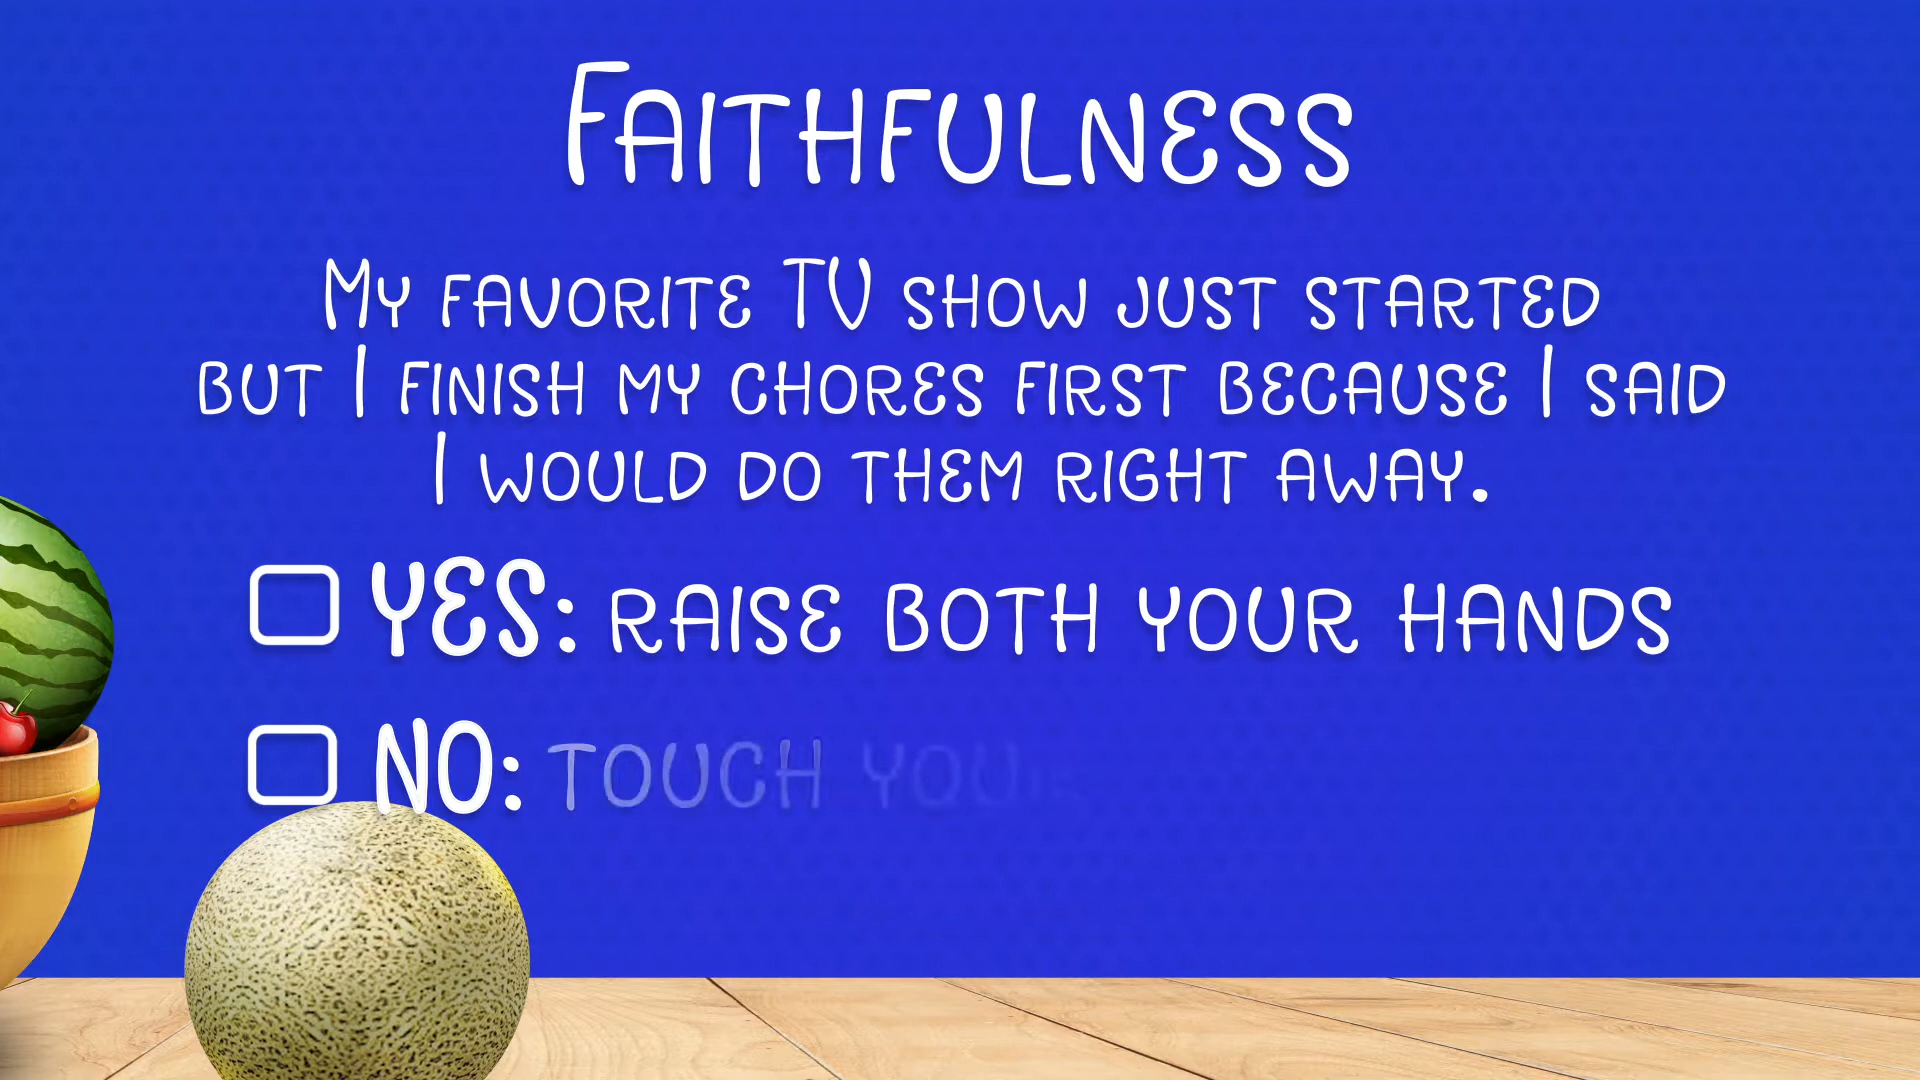 Faithfulness
My favorite TV show just started
but I finish my chores first because I said
I would do them right away.
YES: raise both your hands
NO: touch your